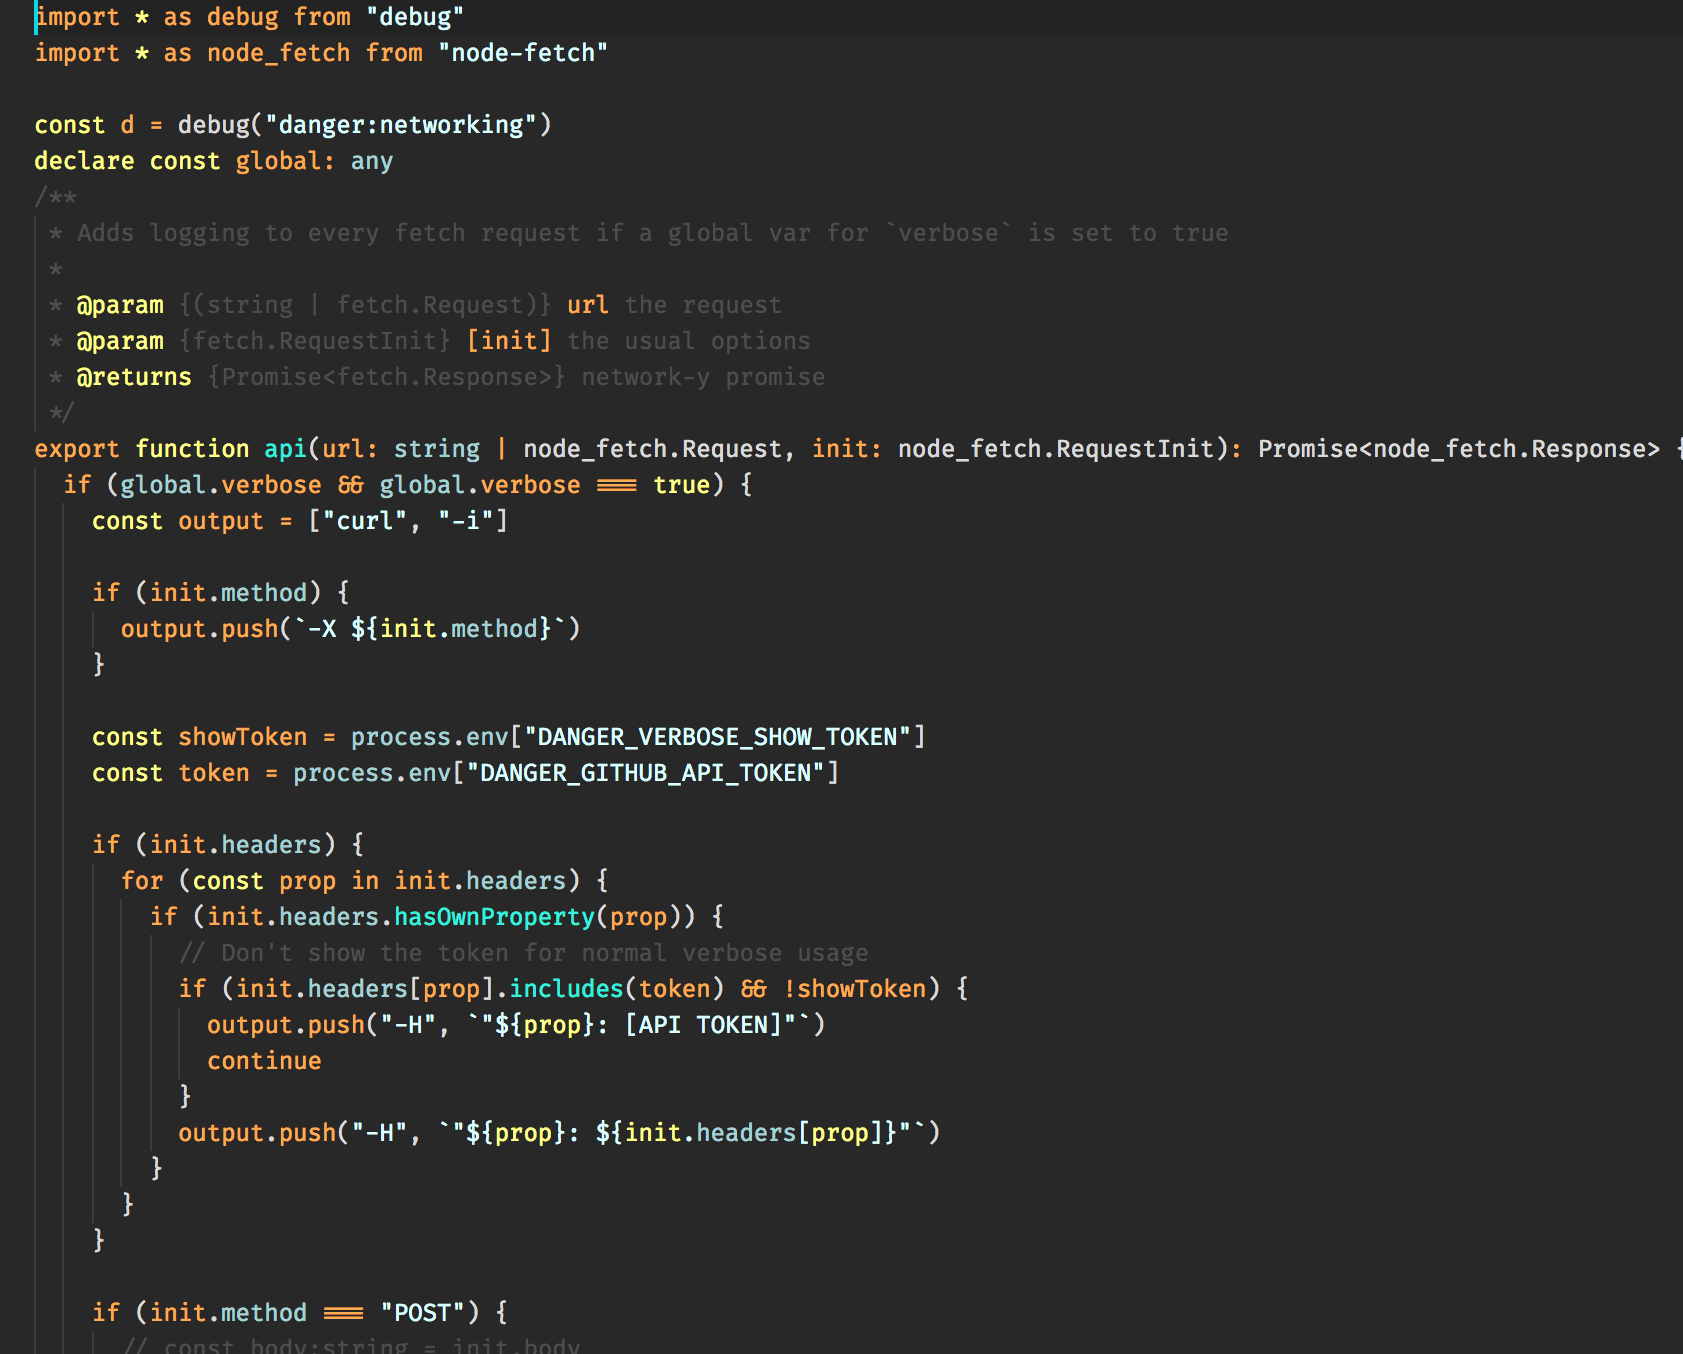 import * as debug from "debug"
import * as node_fetch from "node-fetch"
const d = debug("danger:networking")
declare const global: any
/**
* Adds logging to every fetch request if a global var for `verbose` is set to true
*
* @param {(string | fetch.Request)} url the request
* @param {fetch.RequestInit} [init] the usual options
* @returns {Promise<fetch.Response>} network-y promise
*/
export function api(url: string | node_fetch.Request, init: node_fetch.RequestInit): Promise<node_fetch.Response> {
if (global.verbose && global.verbose === true) {
const output = ["curl", "-i"]
if (init.method) {
output.push(`-X ${init.method}`)
}
const showToken = process.env["DANGER_VERBOSE_SHOW_TOKEN"]
const token = process.env["DANGER_GITHUB_API_TOKEN"]
if (init.headers) {
for (const prop in init.headers) {
if (init.headers.hasOwnProperty(prop)) {
// Don't show the token for normal verbose usage
if (init.headers[prop].includes(token) && !showToken) {
output.push("-H", `"${prop}: [API TOKEN]"`)
continue
}
output.push("-H", `"${prop}: ${init.headers[prop]}"`)
}
}
}
if (init.method === "POST") {
// const body:string = init.body